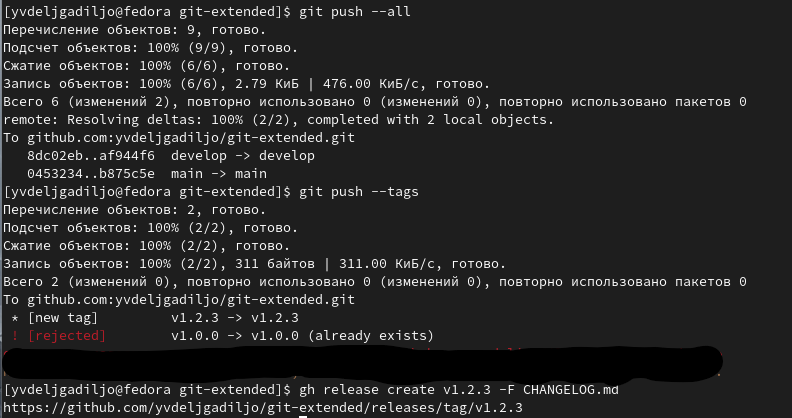 [yvdeljgadiljo@fedora git-extended]$ git push --all
Перечисление объектов: 9, готово.
Подсчет объектов: 100% (9/9), готово.
Сжатие объектов: 100% (6/6), готово.
Запись объектов: 100% (6/6), 2.79 КиБ | 476.00 КиБ/с, готово.
Всего 6 (изменений 2), повторно использовано 0 (изменений 0), повторно использовано пакетов 0
remote: Resolving deltas: 100% (2/2), completed with 2 local objects.
To github.com:yvdeljgadiljo/git-extended.git
8dc02eb..af944f6 develop -> develop
0453234..b875c5e main -> main
[yvdeljgadiljo@fedora git-extended]$ git push --tags
Перечисление объектов: 2, готово.
Подсчет объектов: 100% (2/2), готово.
Сжатие объектов: 100% (2/2), готово.
Запись объектов: 100% (2/2), 311 байтов | 311.00 КиБ/с, готово.
Всего 2 (изменений 0), повторно использовано 0 (изменений 0), повторно использовано пакетов 0
To github.com:yvdeljgadiljo/git-extended.git
* [new tag] v1.2.3 -> v1.2.3
! [rejected] v1.0.0 -> v1.0.0 (already exists)
[yvdeljgadiljo@fedora git-extended]$ gh release create v1.2.3 -F CHANGELOG.md
https://github.com/yvdeljgadiljo/git-extended/releases/tag/v1.2.3